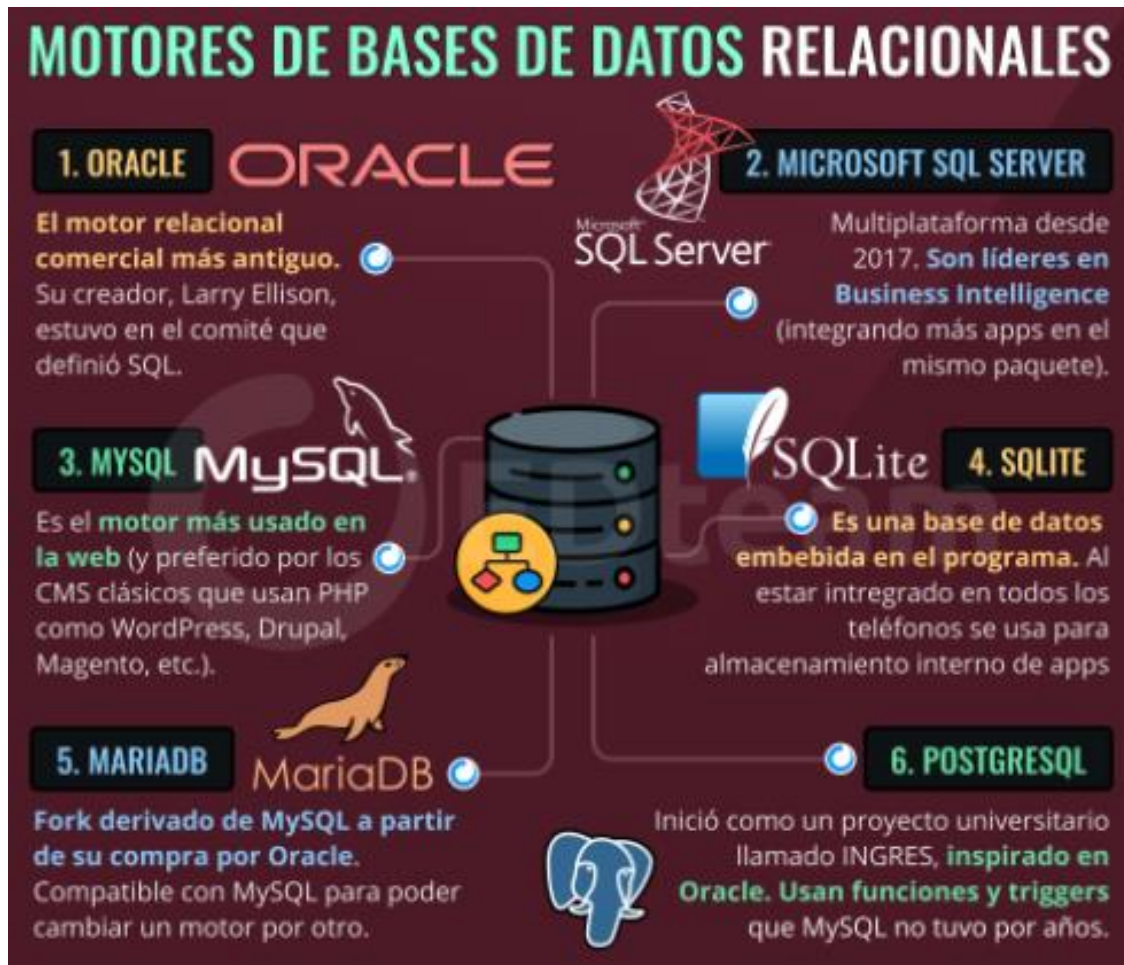 MOTORES DE BASES DE DATOS RELACIONALES
1. ORACLE
ORACLE
El motor relacional
comercial más antiguo.
Su creador, Larry Ellison,
estuvo en el comité que
definió SQL.
Microsoft
SQL Server
2. MICROSOFT SQL SERVER
Multiplataforma desde
2017. Son líderes en
Business Intelligence
(integrando más apps en el
mismo paquete).
3. MYSQL
MySQL®
Es el motor más usado en
la web (y preferido por los
CMS clásicos que usan PHP
como WordPress, Drupal,
Magento, etc.).
SQLite
4. SQLITE
Es una base de datos
embebida en el programa. Al
estar intregrado en todos los
teléfonos se usa para
almacenamiento interno de apps
EDteam
5. MARIADB
MariaDB
Fork derivado de MySQL a partir
de su compra por Oracle.
Compatible con MySQL para poder
cambiar un motor por otro.
6. POSTGRESQL
Inició como un proyecto universitario
llamado INGRES, inspirado en
Oracle. Usan funciones y triggers
que MySQL no tuvo por años.